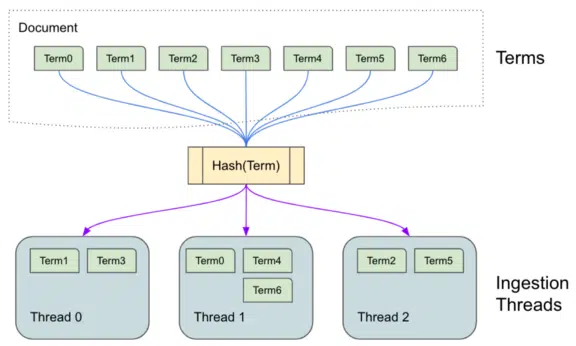 Document
Term0 Term1 Term2 Term3 Term4 Term5 Term6
Terms
Hash(Term)
Term1 Term3
Thread 0
Term0 Term4
Term6
Thread 1
Term2 Term5
Thread 2
Ingestion
Threads